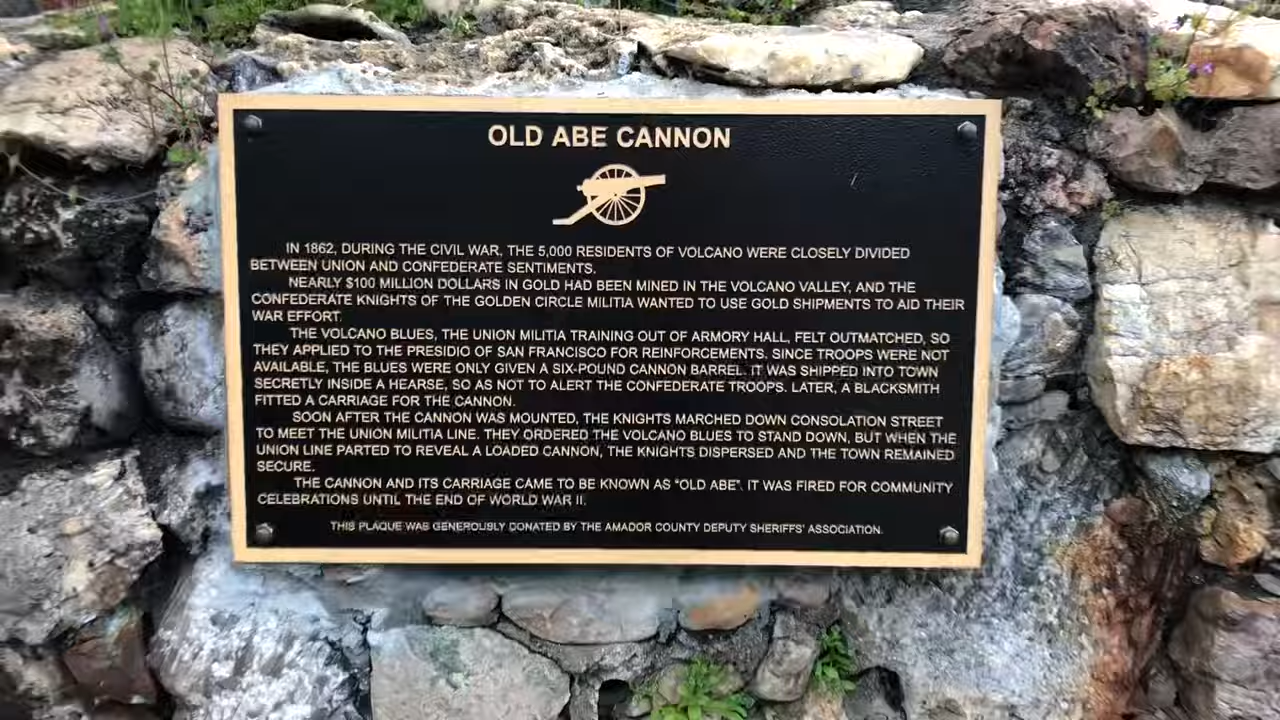 OLD ABE CANNON
IN 1862, DURING THE CIVIL WAR, THE 5,000 RESIDENTS OF VOLCANO WERE CLOSELY DIVIDED
BETWEEN UNION AND CONFEDERATE SENTIMENTS.
NEARLY $100 MILLION DOLLARS IN GOLD HAD BEEN MINED IN THE VOLCANO VALLEY, AND THE
CONFEDERATE KNIGHTS OF THE GOLDEN CIRCLE MILITIA WANTED TO USE GOLD SHIPMENTS TO AID THEIR
WAR EFFORT.
THE VOLCANO BLUES, THE UNION MILITIA TRAINING OUT OF ARMORY HALL, FELT OUTMATCHED, SO
THEY APPLIED TO THE PRESIDIO OF SAN FRANCISCO FOR REINFORCEMENTS. SINCE TROOPS WERE NOT
AVAILABLE, THE BLUES WERE ONLY GIVEN A SIX-POUND CANNON BARREL. IT WAS SHIPPED INTO TOWN
SECRETLY INSIDE A HEARSE, SO AS NOT TO ALERT THE CONFEDERATE TROOPS. LATER, A BLACKSMITH
FITTED A CARRIAGE FOR THE CANNON.
SOON AFTER THE CANNON WAS MOUNTED, THE KNIGHTS MARCHED DOWN CONSOLATION STREET
TO MEET THE UNION MILITIA LINE. THEY ORDERED THE VOLCANO BLUES TO STAND DOWN, BUT WHEN THE
UNION LINE PARTED TO REVEAL A LOADED CANNON, THE KNIGHTS DISPERSED AND THE TOWN REMAINED
SECURE.
THE CANNON AND ITS CARRIAGE CAME TO BE KNOWN AS "OLD ABE". IT WAS FIRED FOR COMMUNITY
CELEBRATIONS UNTIL THE END OF WORLD WAR II.
THIS PLAQUE WAS GENEROUSLY DONATED BY THE AMADOR COUNTY DEPUTY SHERIFFS' ASSOCIATION.